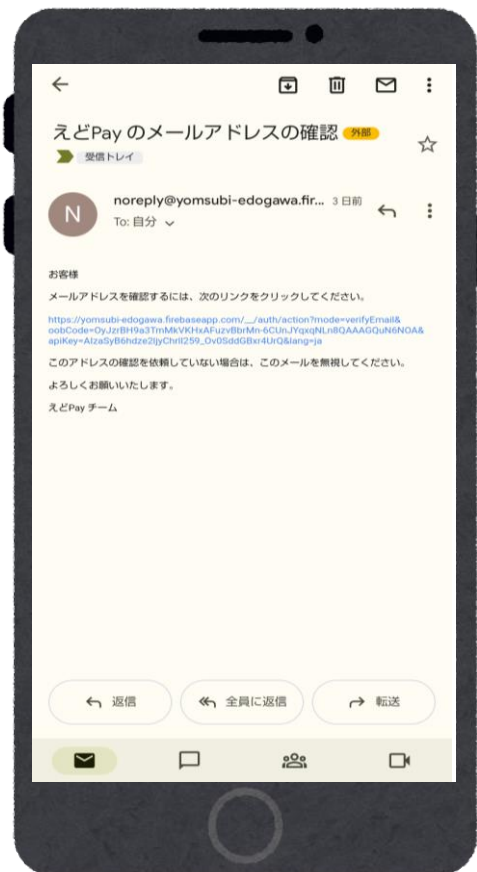 えどPay のメールアドレスの確認 外部
受信トレイ
N
noreply@yomsubi-edogawa.fir... 3 日前
To: 自分
お客様
メールアドレスを確認するには、次のリンクをクリックしてください。
https://yomsubi-edogawa.firebaseapp.com/__/auth/action?mode=verifyEmail&
oobCode=OyJzrBH9a3TmMkVKHxAFuzvBbrMn-6CUnJYqxqNLn8QAAAGQuN6NOA&
apiKey=AIzaSyB6hdze2ljyChrIl259_Ov0SddGBxr4UrQ&lang=ja
このアドレスの確認を依頼していない場合は、このメールを無視してください。
よろしくお願いいたします。
えどPay チーム
返信
全員に返信
転送